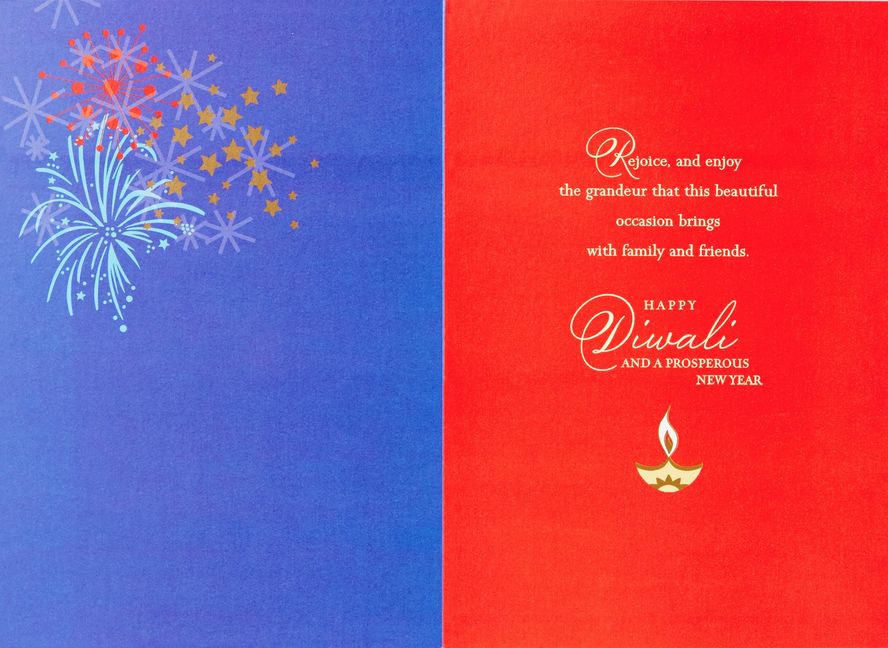 Rejoice, and enjoy
the grandeur that this beautiful
occasion brings
with family and friends.
HAPPY
Diwali
AND A PROSPEROUS
NEW YEAR